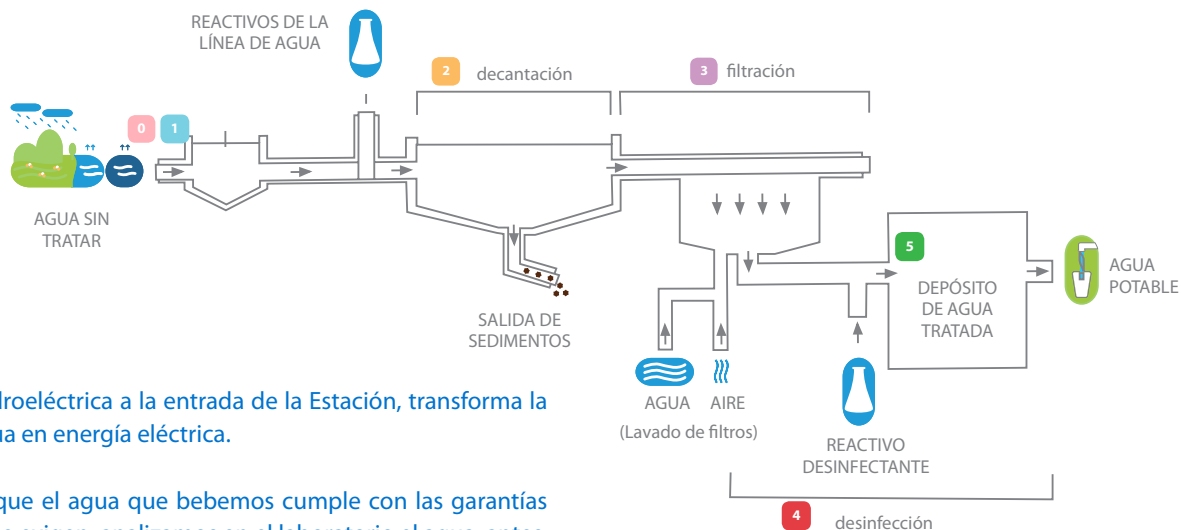 REACTIVOS DE LA
LÍNEA DE AGUA
2 decantación
3 filtración
0 1
AGUA SIN
TRATAR
5
DEPÓSITO
DE AGUA
TRATADA
AGUA
POTABLE
SALIDA DE
SEDIMENTOS
AGUA AIRE
(Lavado de filtros)
REACTIVO
DESINFECTANTE
4 desinfección
droeléctrica a la entrada de la Estación, transforma la
ua en energía eléctrica.
que el agua que bebemos cumple con las garantías